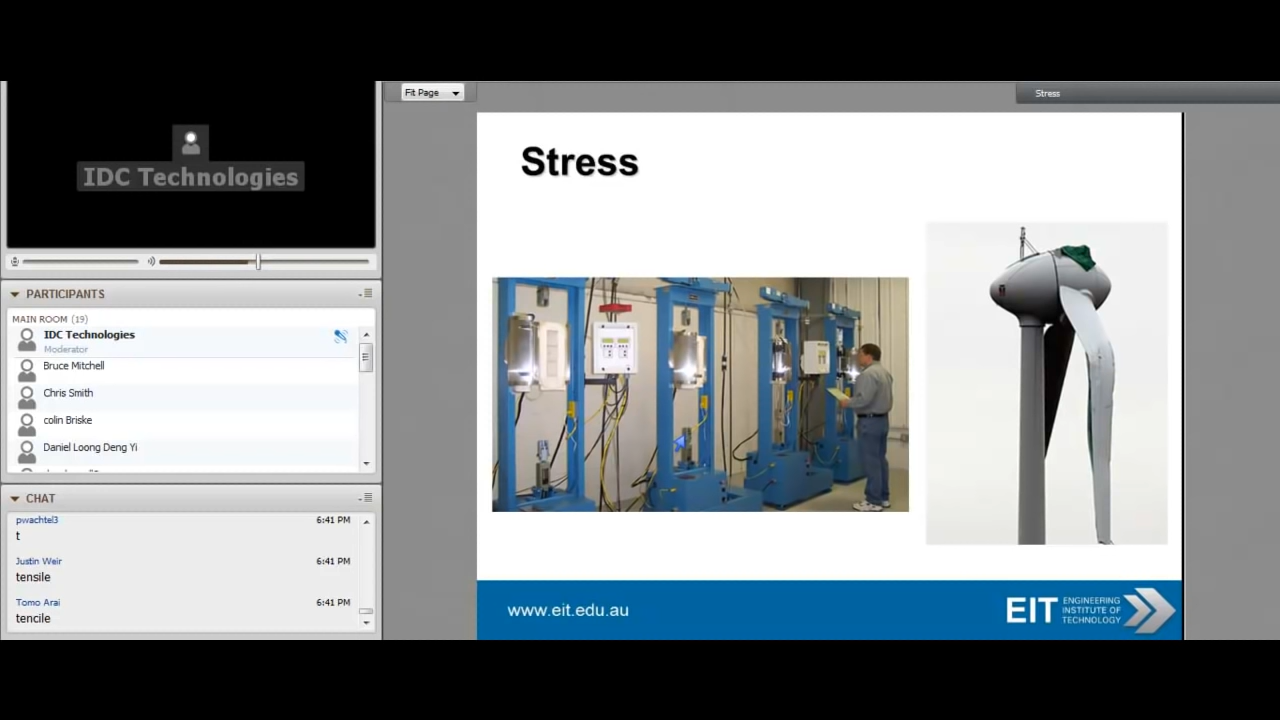 Fit Page
Stress
IDC Technologies
Stress
PARTICIPANTS
MAIN ROOM (19)
IDC Technologies
Moderator
Bruce Mitchell
Chris Smith
colin Briske
Daniel Loong Deng Yi
CHAT
pwachtel3 6:41 PM
t
Justin Weir 6:41 PM
tensile
Tomo Arai 6:41 PM
tencile
www.eit.edu.au
EIT ENGINEERING
INSTITUTE OF
TECHNOLOGY